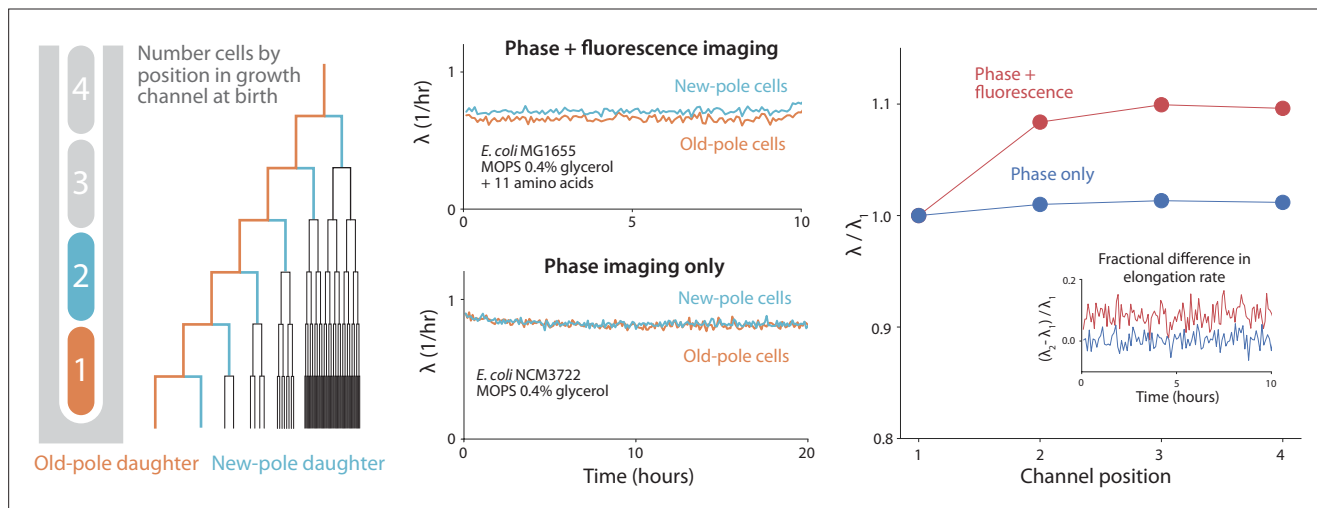 4
3
2
1
Number cells by
position in growth
channel at birth
Old-pole daughter
New-pole daughter
Phase + fluorescence imaging
λ (1/hr)
1
0
New-pole cells
Old-pole cells
E. coli MG1655
MOPS 0.4% glycerol
+ 11 amino acids
0
5
10
Phase imaging only
λ (1/hr)
1
0
New-pole cells
Old-pole cells
E. coli NCM3722
MOPS 0.4% glycerol
0
10
20
Time (hours)
λ / λ1
1.1
1.0
0.9
0.8
Phase +
fluorescence
Phase only
Fractional difference in
elongation rate
(λ2-λ1) / λ1
0.2
0.0
0
5
10
Time (hours)
1
2
3
4
Channel position